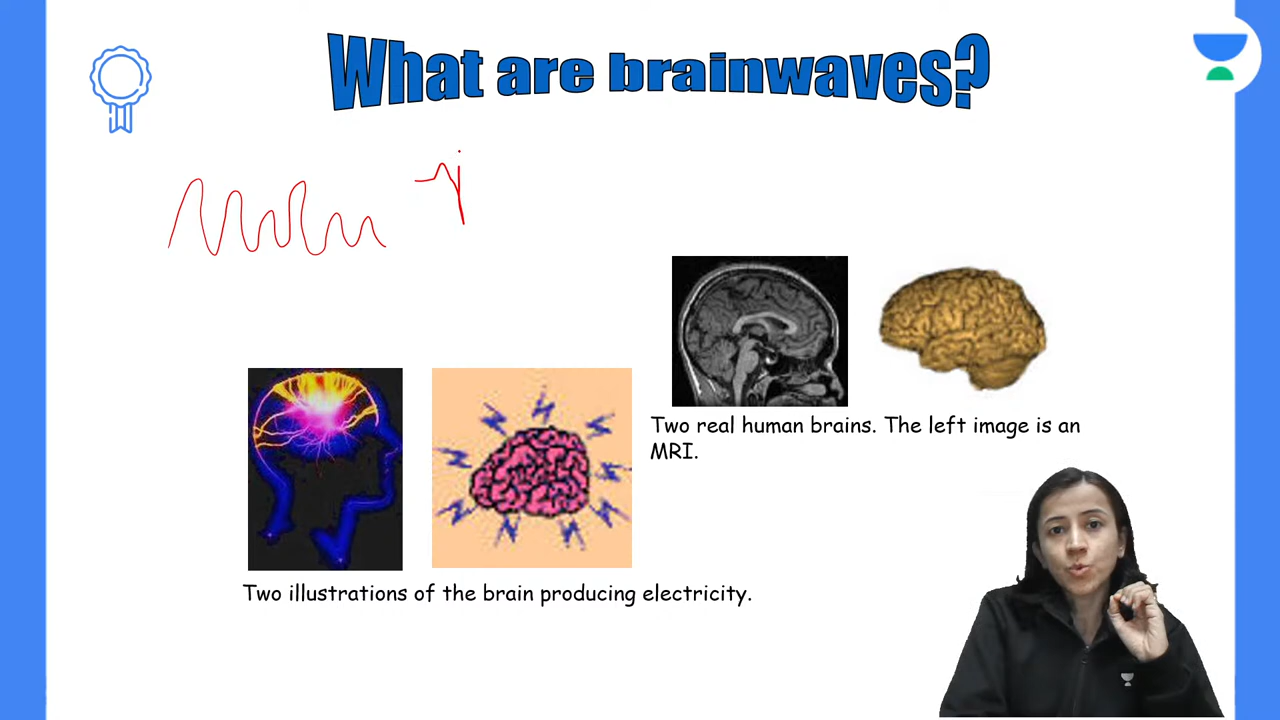 What are brainwaves?
Two real human brains. The left image is an
MRI.
Two illustrations of the brain producing electricity.